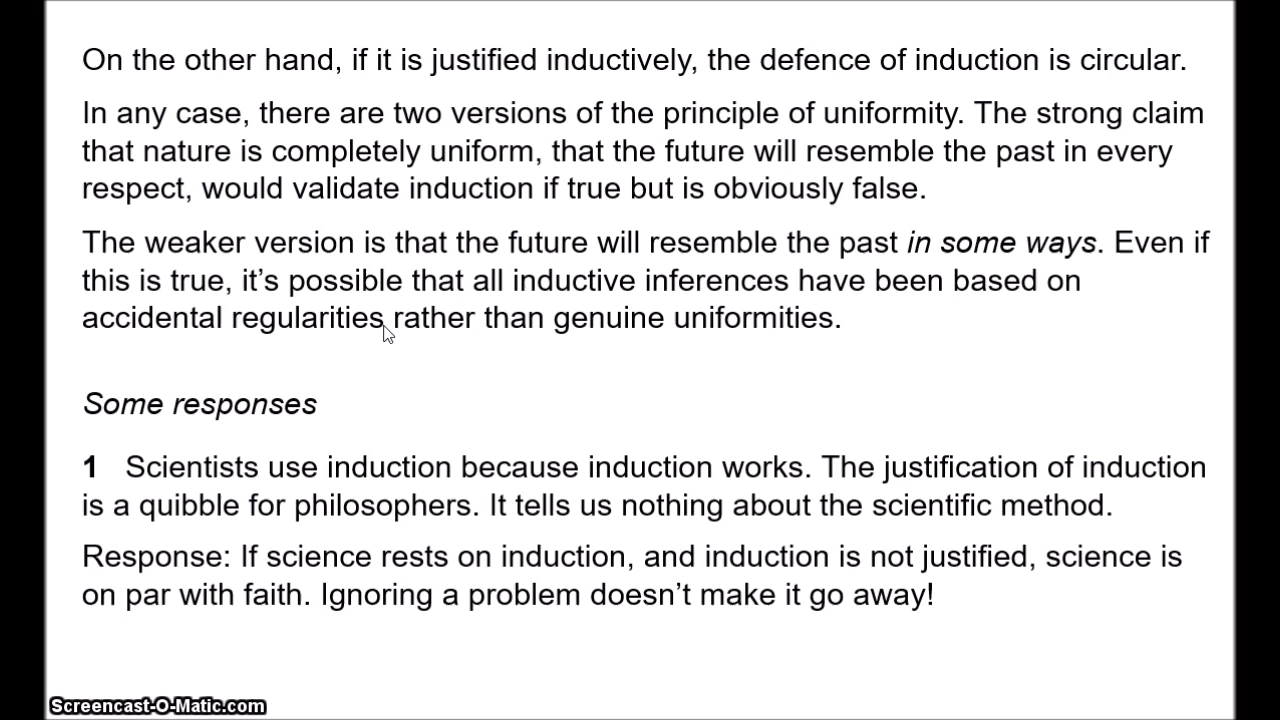 On the other hand, if it is justified inductively, the defence of induction is circular.
In any case, there are two versions of the principle of uniformity. The strong claim
that nature is completely uniform, that the future will resemble the past in every
respect, would validate induction if true but is obviously false.
The weaker version is that the future will resemble the past in some ways. Even if
this is true, it’s possible that all inductive inferences have been based on
accidental regularities rather than genuine uniformities.
Some responses
1 Scientists use induction because induction works. The justification of induction
is a quibble for philosophers. It tells us nothing about the scientific method.
Response: If science rests on induction, and induction is not justified, science is
on par with faith. Ignoring a problem doesn’t make it go away!
Screencast-O-Matic.com